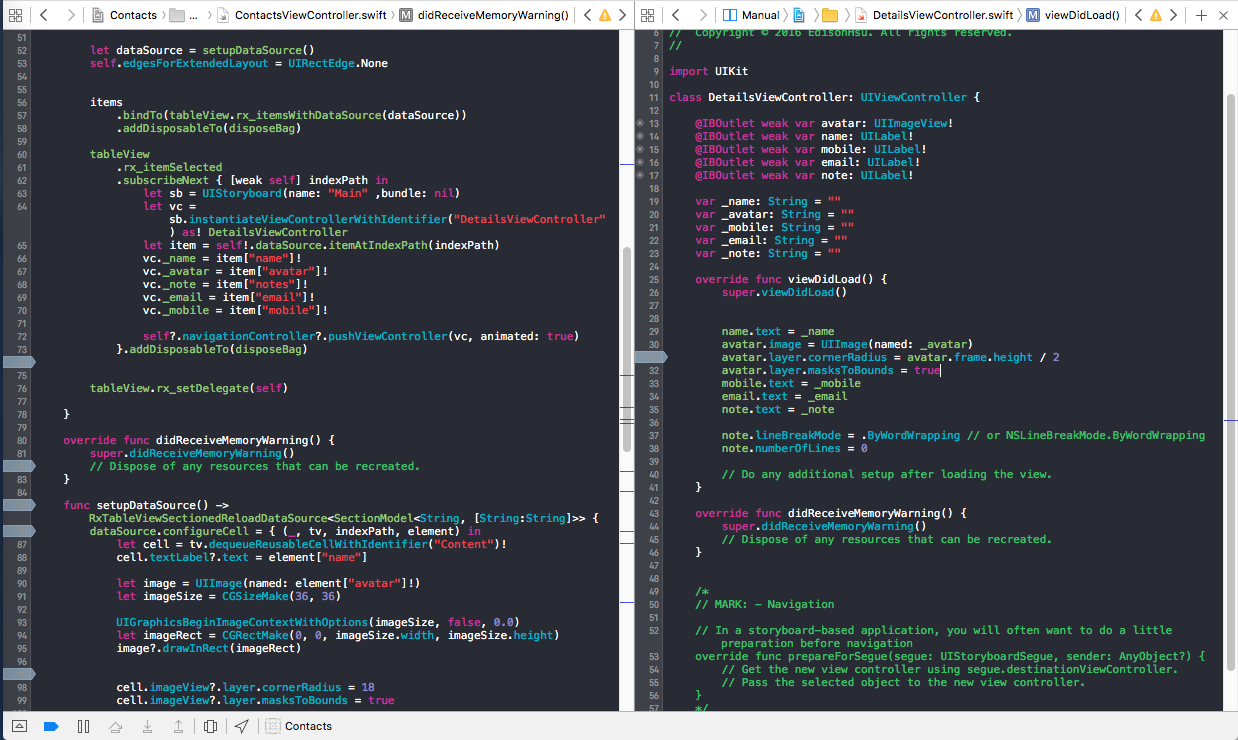 Contacts ... ContactsViewController.swift M didReceiveMemoryWarning()
51
52 let dataSource = setupDataSource()
53 self.edgesForExtendedLayout = UIRectEdge.None
54
55
56 items
57 .bindTo(tableView.rx_itemsWithDataSource(dataSource))
58 .addDisposableTo(disposeBag)
59
60 tableView
61 .rx_itemSelected
62 .subscribeNext { [weak self] indexPath in
63 let sb = UIStoryboard(name: "Main" ,bundle: nil)
64 let vc =
sb.instantiateViewControllerWithIdentifier("DetailsViewController"
) as! DetailsViewController
65 let item = self!.dataSource.itemAtIndexPath(indexPath)
66 vc._name = item["name"]!
67 vc._avatar = item["avatar"]!
68 vc._note = item["notes"]!
69 vc._email = item["email"]!
70 vc._mobile = item["mobile"]!
71
72 self?.navigationController?.pushViewController(vc, animated: true)
73 }.addDisposableTo(disposeBag)
75
76 tableView.rx_setDelegate(self)
77
78 }
79
80 override func didReceiveMemoryWarning() {
81 super.didReceiveMemoryWarning()
// Dispose of any resources that can be recreated.
83 }
84
func setupDataSource() ->
RxTableViewSectionedReloadDataSource<SectionModel<String, [String:String]>> {
dataSource.configureCell = { (_, tv, indexPath, element) in
87 let cell = tv.dequeueReusableCellWithIdentifier("Content")!
88 cell.textLabel?.text = element["name"]
89
90 let image = UIImage(named: element["avatar"]!)
91 let imageSize = CGSizeMake(36, 36)
92
93 UIGraphicsBeginImageContextWithOptions(imageSize, false, 0.0)
94 let imageRect = CGRectMake(0, 0, imageSize.width, imageSize.height)
95 image?.drawInRect(imageRect)
96
98 cell.imageView?.layer.cornerRadius = 18
99 cell.imageView?.layer.masksToBounds = true
Contacts
Manual DetailsViewController.swift M viewDidLoad()
6 // Copyright © 2016 EdisonHsu. All rights reserved.
7 //
8
9 import UIKit
10
11 class DetailsViewController: UIViewController {
12
13 @IBOutlet weak var avatar: UIImageView!
14 @IBOutlet weak var name: UILabel!
15 @IBOutlet weak var mobile: UILabel!
16 @IBOutlet weak var email: UILabel!
17 @IBOutlet weak var note: UILabel!
18
19 var _name: String = ""
20 var _avatar: String = ""
21 var _mobile: String = ""
22 var _email: String = ""
23 var _note: String = ""
24
25 override func viewDidLoad() {
26 super.viewDidLoad()
27
28
29 name.text = _name
30 avatar.image = UIImage(named: _avatar)
avatar.layer.cornerRadius = avatar.frame.height / 2
32 avatar.layer.masksToBounds = true
33 mobile.text = _mobile
34 email.text = _email
35 note.text = _note
36
37 note.lineBreakMode = .ByWordWrapping // or NSLineBreakMode.ByWordWrapping
38 note.numberOfLines = 0
39
40 // Do any additional setup after loading the view.
41 }
42
43 override func didReceiveMemoryWarning() {
44 super.didReceiveMemoryWarning()
45 // Dispose of any resources that can be recreated.
46 }
47
48
49 /*
50 // MARK: - Navigation
51
52 // In a storyboard-based application, you will often want to do a little
preparation before navigation
53 override func prepareForSegue(segue: UIStoryboardSegue, sender: AnyObject?) {
54 // Get the new view controller using segue.destinationViewController.
55 // Pass the selected object to the new view controller.
56 }
57 */